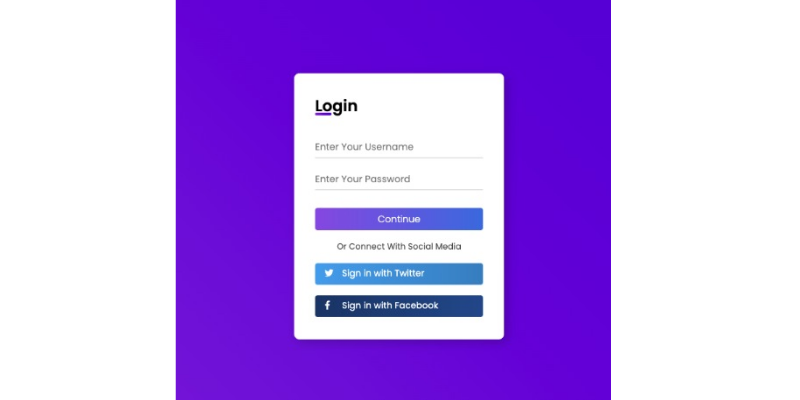 Login
Enter Your Username
Enter Your Password
Continue
Or Connect With Social Media
Sign in with Twitter
Sign in with Facebook